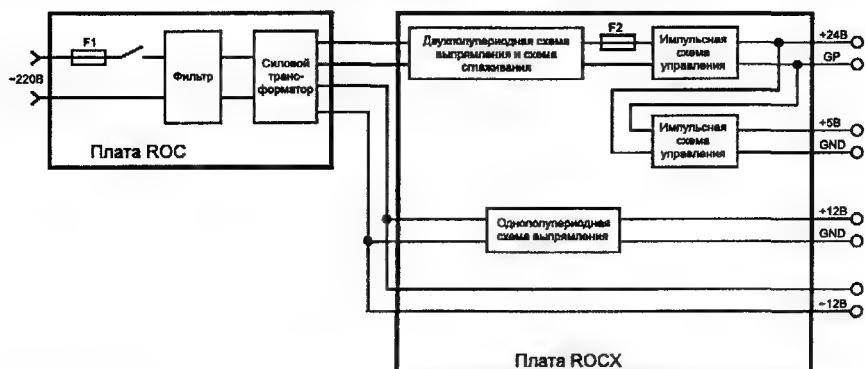 F1
~220В
Фильтр
Силовой
транс-
форматор
Плата ROC
Двухполупериодная схема
выпрямления и схема
сглаживания
F2
Импульсная
схема
управления
+24В
GP
Импульсная
схема
управления
+5В
GND
Однополупериодная
схема выпрямления
+12В
GND
~12В
Плата ROCX